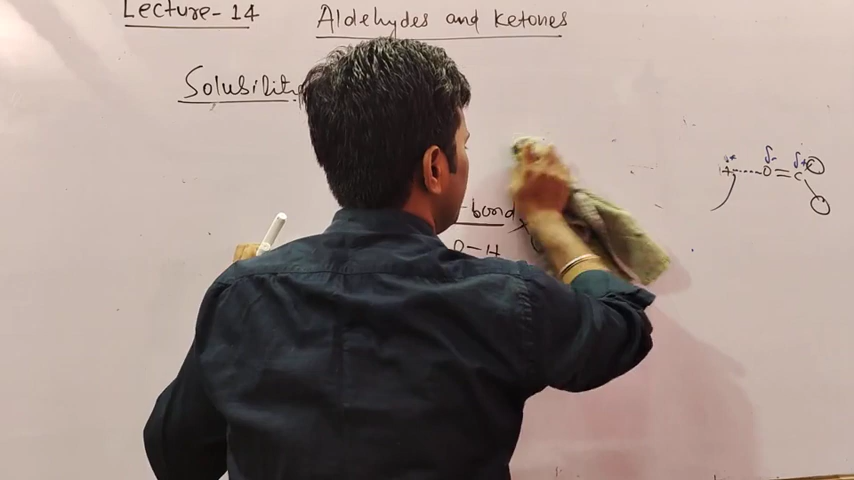 Lecture-14
Aldehydes and Ketones
Solubility
-bond
O-H
H.....O=C
δ- δ+